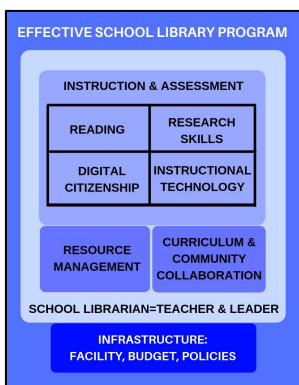 EFFECTIVE SCHOOL LIBRARY PROGRAM
INSTRUCTION & ASSESSMENT
READING
RESEARCH
SKILLS
DIGITAL
CITIZENSHIP
INSTRUCTIONAL
TECHNOLOGY
RESOURCE
MANAGEMENT
CURRICULUM &
COMMUNITY
COLLABORATION
SCHOOL LIBRARIAN=TEACHER & LEADER
INFRASTRUCTURE:
FACILITY, BUDGET, POLICIES